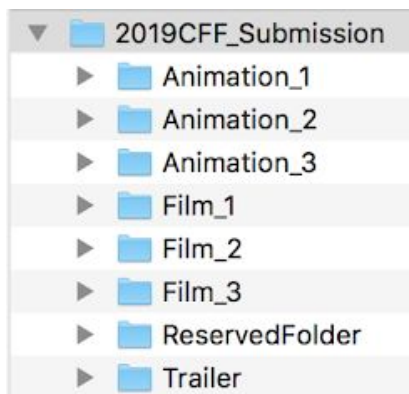 2019CFF_Submission
Animation_1
Animation_2
Animation_3
Film_1
Film_2
Film_3
ReservedFolder
Trailer